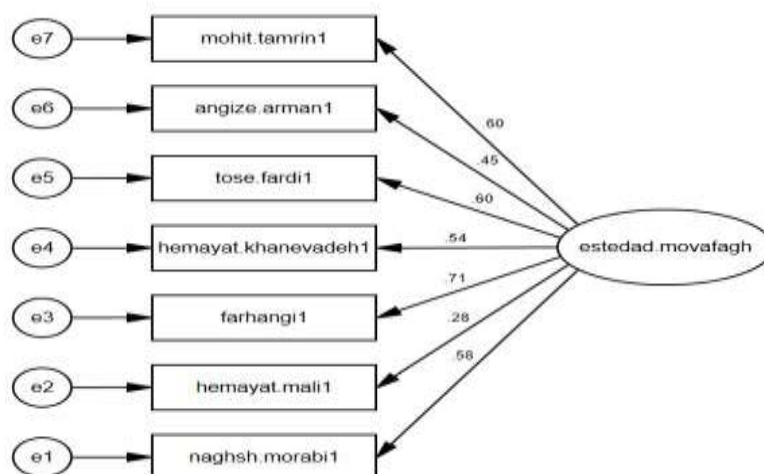 e7
mohit.tamrin1
.60
e6
angize.arman1
.45
e5
tose.fardi1
.60
e4
hemayat.khanevadeh1
.54
estedad.movafagh
e3
farhangi1
.71
e2
hemayat.mali1
.28
e1
naghsh.morabi1
.58